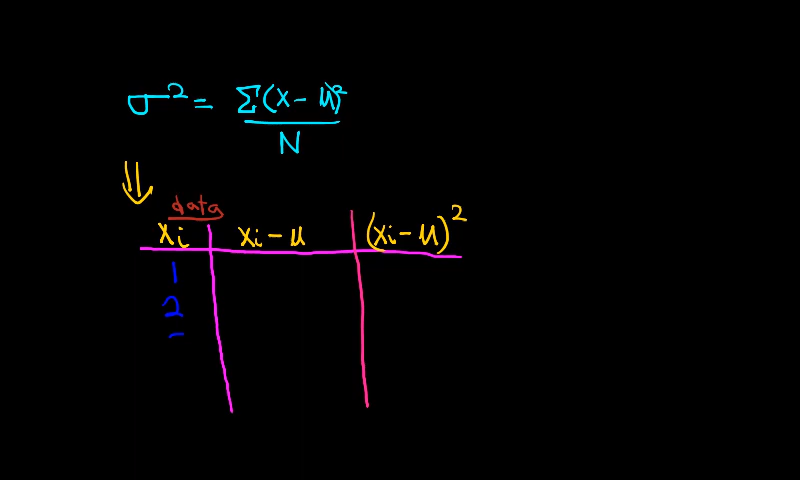 σ² = Σ(x - μ)² / N
data
xi xi - μ (xi - μ)²
1
2